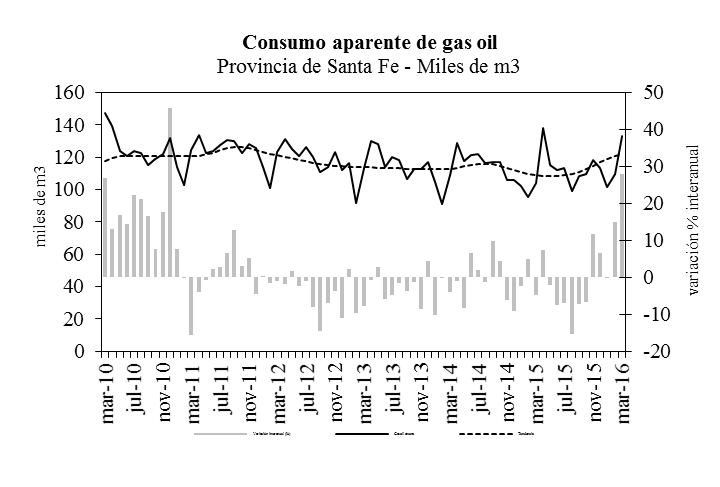 Consumo aparente de gas oil
Provincia de Santa Fe - Miles de m3
160
140
120
100
80
60
40
20
0
miles de m3
50
40
30
20
10
0
-10
-20
variación % interanual
mar-10
jul-10
nov-10
mar-11
jul-11
nov-11
mar-12
jul-12
nov-12
mar-13
jul-13
nov-13
mar-14
jul-14
nov-14
mar-15
jul-15
nov-15
mar-16
Variación interanual (%)
Tendencia